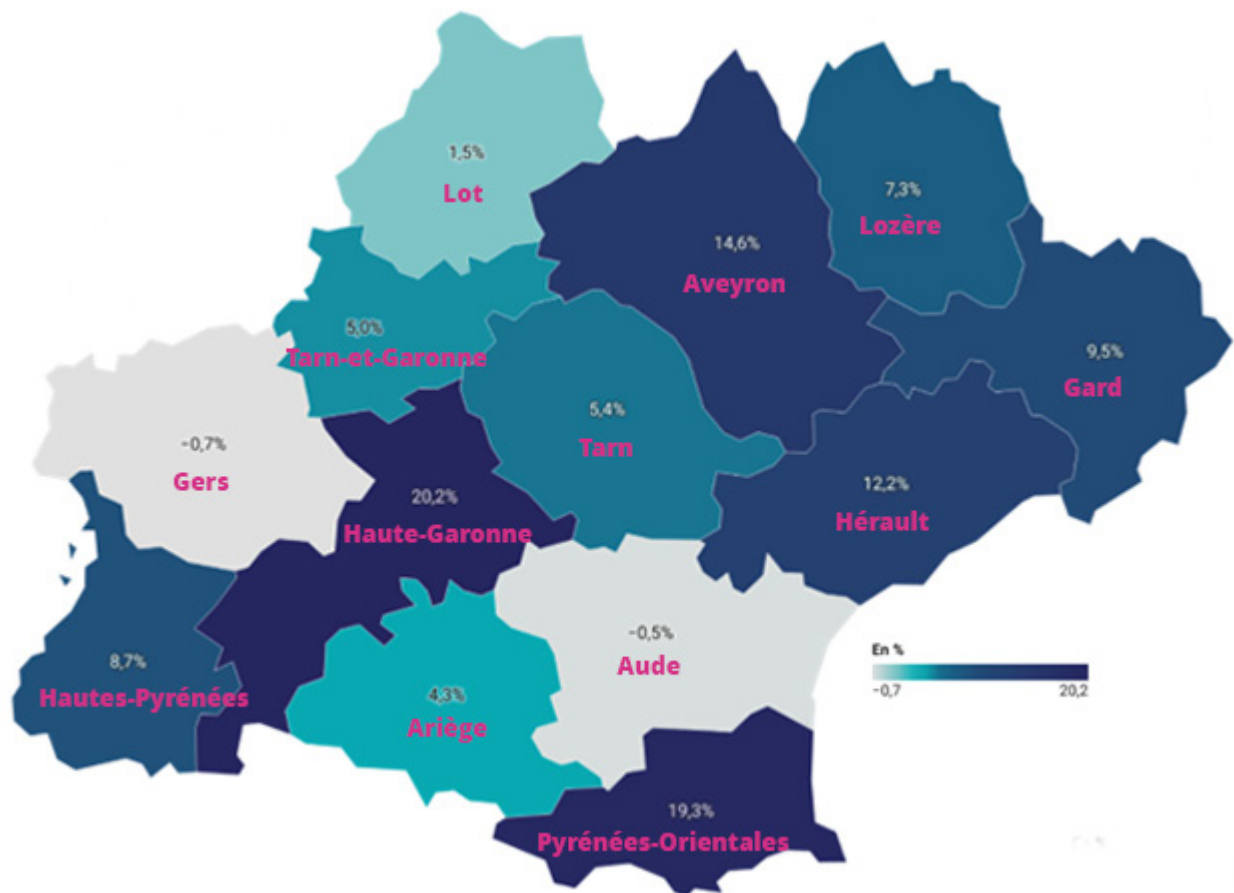 1,5%
Lot
7,3%
Lozère
14,6%
Aveyron
5,0%
Tarn-et-Garonne
9,5%
Gard
5,4%
Tarn
−0,7%
Gers
20,2%
Haute-Garonne
12,2%
Hérault
−0,5%
Aude
8,7%
Hautes-Pyrénées
4,3%
Ariège
En %
−0,7 20,2
19,3%
Pyrénées-Orientales